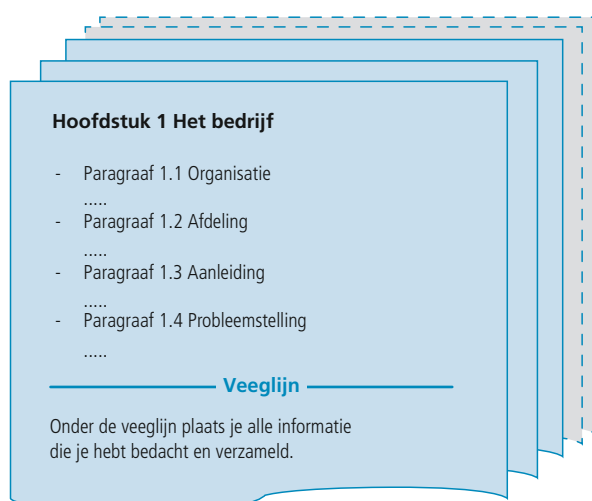 Hoofdstuk 1 Het bedrijf
- Paragraaf 1.1 Organisatie
.....
- Paragraaf 1.2 Afdeling
.....
- Paragraaf 1.3 Aanleiding
.....
- Paragraaf 1.4 Probleemstelling
.....
Veeglijn
Onder de veeglijn plaats je alle informatie
die je hebt bedacht en verzameld.